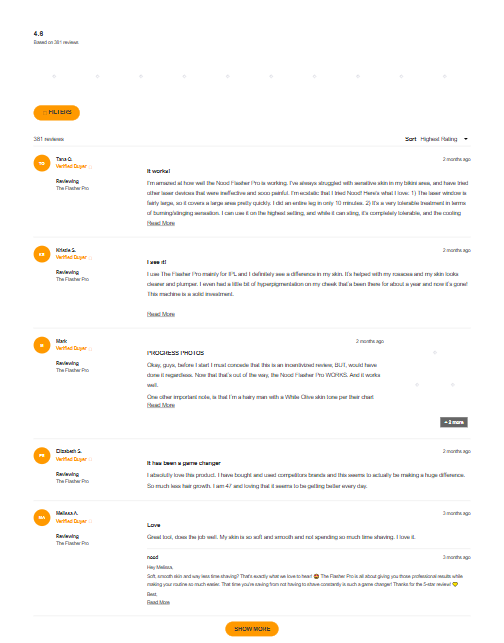 4.8
Based on 381 reviews
FILTERS
381 reviews
Sort Highest Rating
Tana O.
Verified Buyer
2 months ago
Reviewing
The Flasher Pro
It works!
I'm amazed at how well the Nood Flasher Pro is working. I've always struggled with sensitive skin in my bikini area, and have tried
other laser devices that were ineffective and sooo painful. I'm ecstatic that I tried Nood! Here's what I love: 1) The laser window is
fairly large, so it covers a large area pretty quickly. I did an entire leg in only 10 minutes. 2) It's a very tolerable treatment in terms
of burning/stinging sensation. I can use it on the highest setting, and while it can sting, it's completely tolerable, and the cooling
Read More
Kristie S.
Verified Buyer
2 months ago
Reviewing
The Flasher Pro
I see it!
I use The Flasher Pro mainly for IPL and I definitely see a difference in my skin. It's helped with my rosacea and my skin looks
clearer and plumper. I even had a little bit of hyperpigmentation on my cheek that's been there for about a year and now it's gone!
This machine is a solid investment.
Read More
Mark
Verified Buyer
2 months ago
Reviewing
The Flasher Pro
PROGRESS PHOTOS
Okay, guys, before I start I must concede that this is an incentivized review, BUT, would have
done it regardless. Now that that's out of the way, the Nood Flasher Pro WORKS. And it works
well.
One other important note, is that I'm a hairy man with a White Olive skin tone per their chart
Read More
+ 2 more
Elizabeth S.
Verified Buyer
2 months ago
Reviewing
The Flasher Pro
It has been a game changer
I absolutely love this product. I have bought and used competitors brands and this seems to actually be making a huge difference.
So much less hair growth. I am 47 and loving that it seems to be getting better every day.
Melissa A.
Verified Buyer
3 months ago
Reviewing
The Flasher Pro
Love
Great tool, does the job well. My skin is so soft and smooth and not spending so much time shaving. I love it.
nood
3 months ago
Hey Melissa,
Soft, smooth skin and way less time shaving? That's exactly what we love to hear! 🤩 The Flasher Pro is all about giving you those professional results while
making your routine so much easier. That time you're saving from not having to shave constantly is such a game changer! Thanks for the 5-star review! 💛
Best,
Read More
SHOW MORE